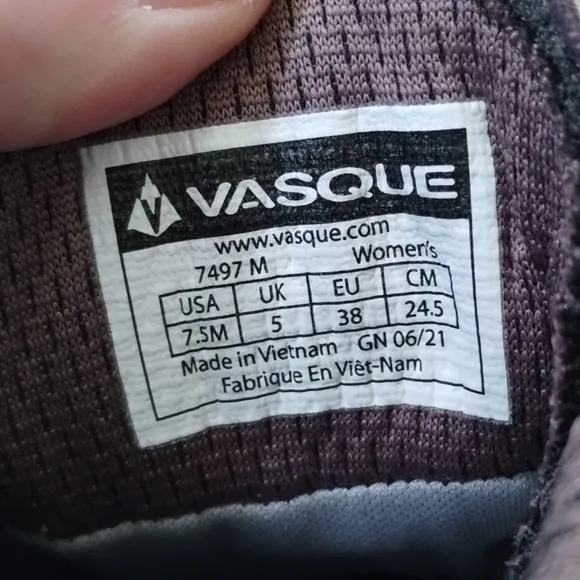 VASQUE
www.vasque.com
7497 M Women's
USA UK EU CM
7.5M 5 38 24.5
Made in Vietnam GN 06/21
Fabrique En Viêt-Nam